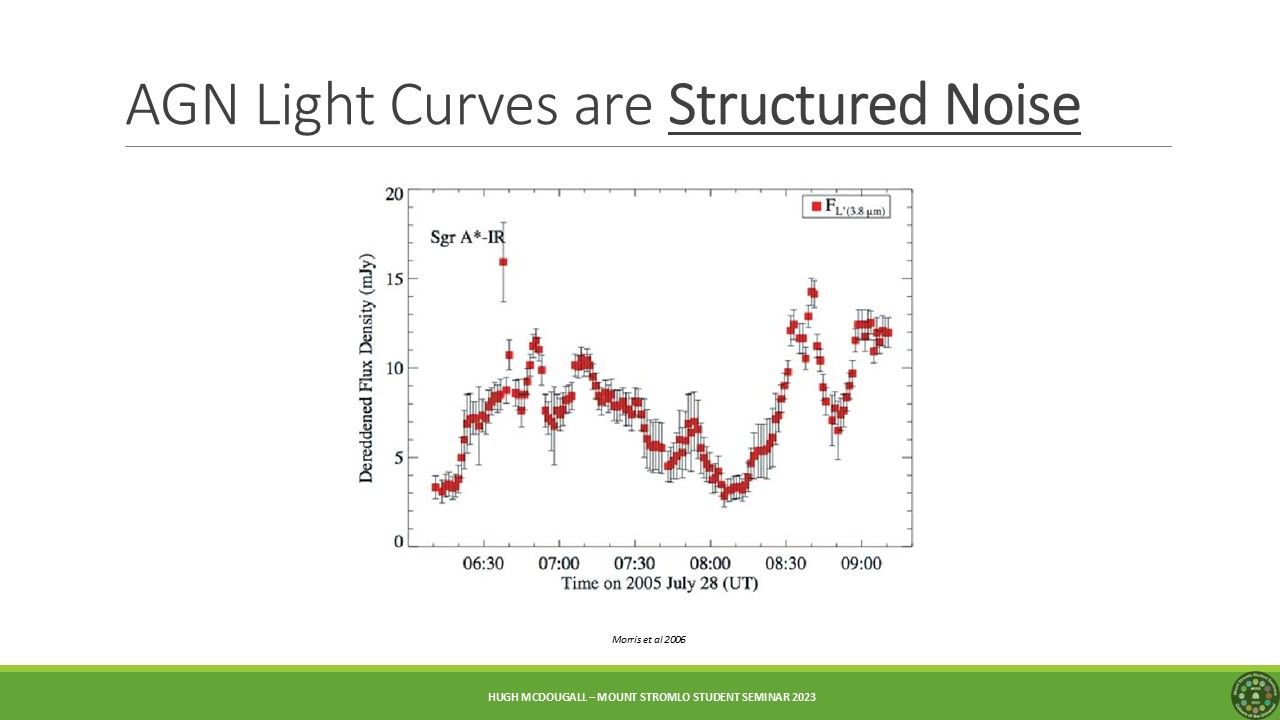 AGN Light Curves are Structured Noise
20
15
10
5
0
Dereddened Flux Density (mJy)
Sgr A*-IR
F L'(3.8 μm)
06:30 07:00 07:30 08:00 08:30 09:00
Time on 2005 July 28 (UT)
Morris et al 2006
HUGH MCDOUGALL – MOUNT STROMLO STUDENT SEMINAR 2023